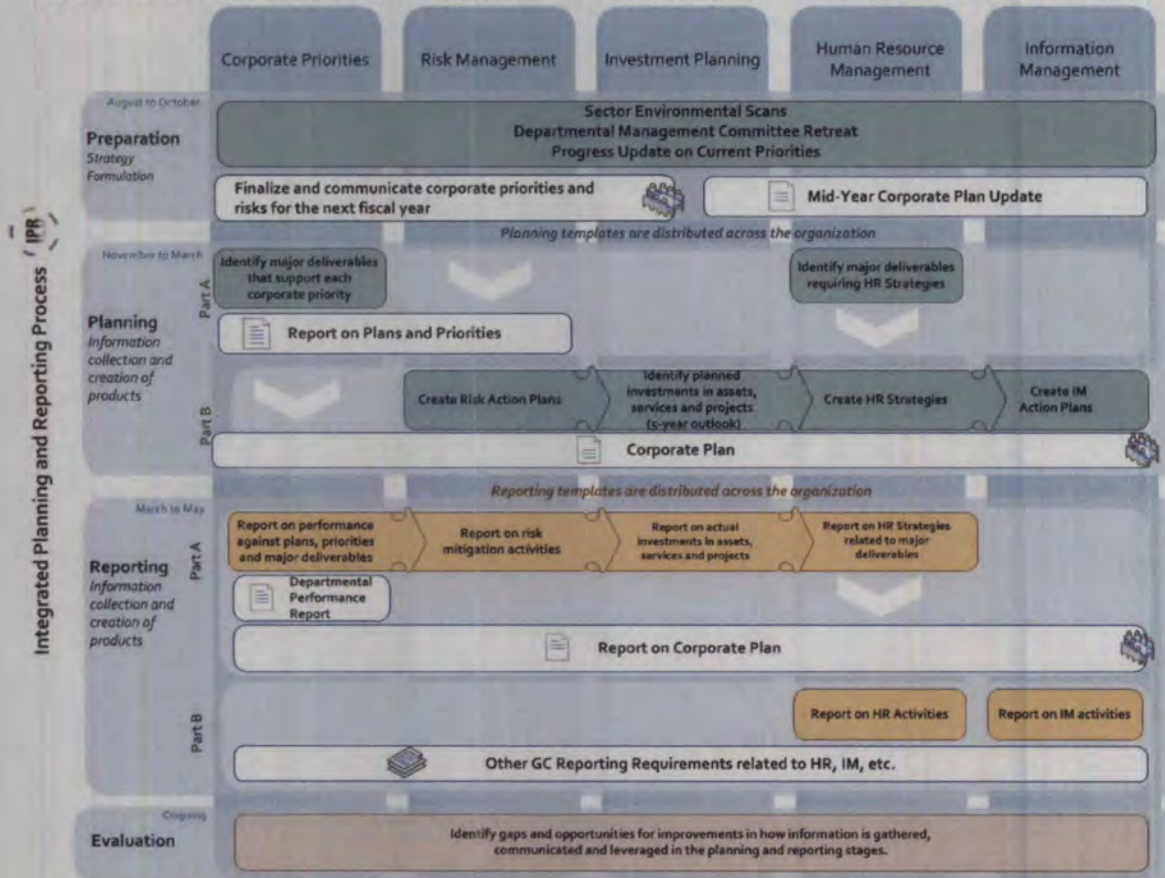 Corporate Priorities
Risk Management
Investment Planning
Human Resource
Management
Information
Management
Integrated Planning and Reporting Process (IPR)
August to October
Preparation
Strategy
Formulation
Sector Environmental Scans
Departmental Management Committee Retreat
Progress Update on Current Priorities
Finalize and communicate corporate priorities and
risks for the next fiscal year
Mid-Year Corporate Plan Update
Planning templates are distributed across the organization
November to March
Planning
Information
collection and
creation of
products
Part A
Identify major deliverables
that support each
corporate priority
Identify major deliverables
requiring HR Strategies
Report on Plans and Priorities
Part B
Create Risk Action Plans
Identify planned
investments in assets,
services and projects
(5-year outlook)
Create HR Strategies
Create IM
Action Plans
Corporate Plan
Reporting templates are distributed across the organization
March to May
Reporting
Information
collection and
creation of
products
Part A
Report on performance
against plans, priorities
and major deliverables
Report on risk
mitigation activities
Report on actual
investments in assets,
services and projects
Report on HR Strategies
related to major
deliverables
Departmental
Performance
Report
Report on Corporate Plan
Part B
Report on HR Activities
Report on IM activities
Other GC Reporting Requirements related to HR, IM, etc.
Ongoing
Evaluation
Identify gaps and opportunities for improvements in how information is gathered,
communicated and leveraged in the planning and reporting stages.